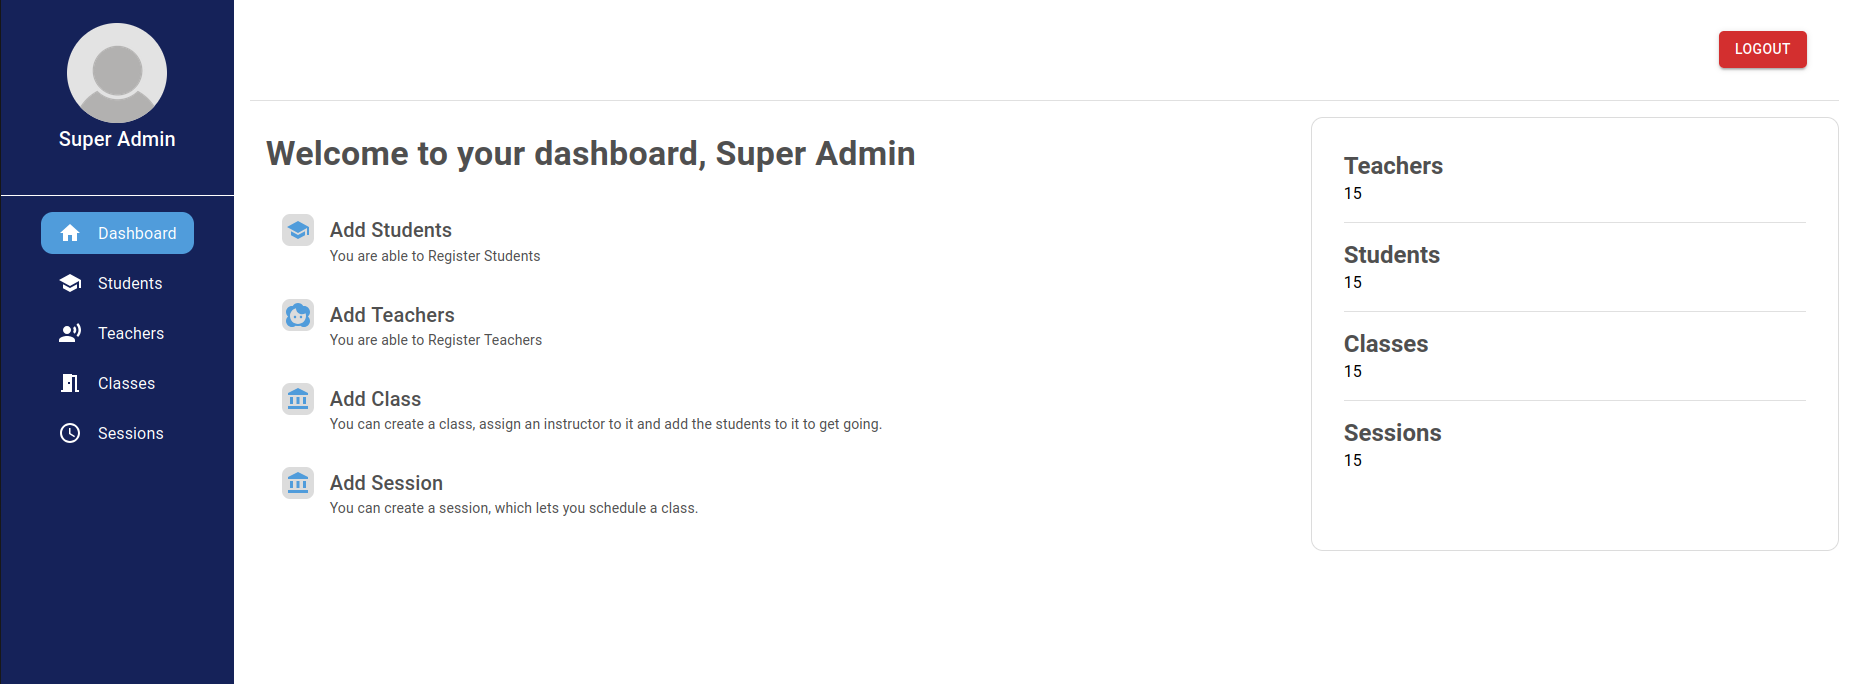 Super Admin
Dashboard
Students
Teachers
Classes
Sessions
LOGOUT
Welcome to your dashboard, Super Admin
Add Students
You are able to Register Students
Add Teachers
You are able to Register Teachers
Add Class
You can create a class, assign an instructor to it and add the students to it to get going.
Add Session
You can create a session, which lets you schedule a class.
Teachers
15
Students
15
Classes
15
Sessions
15